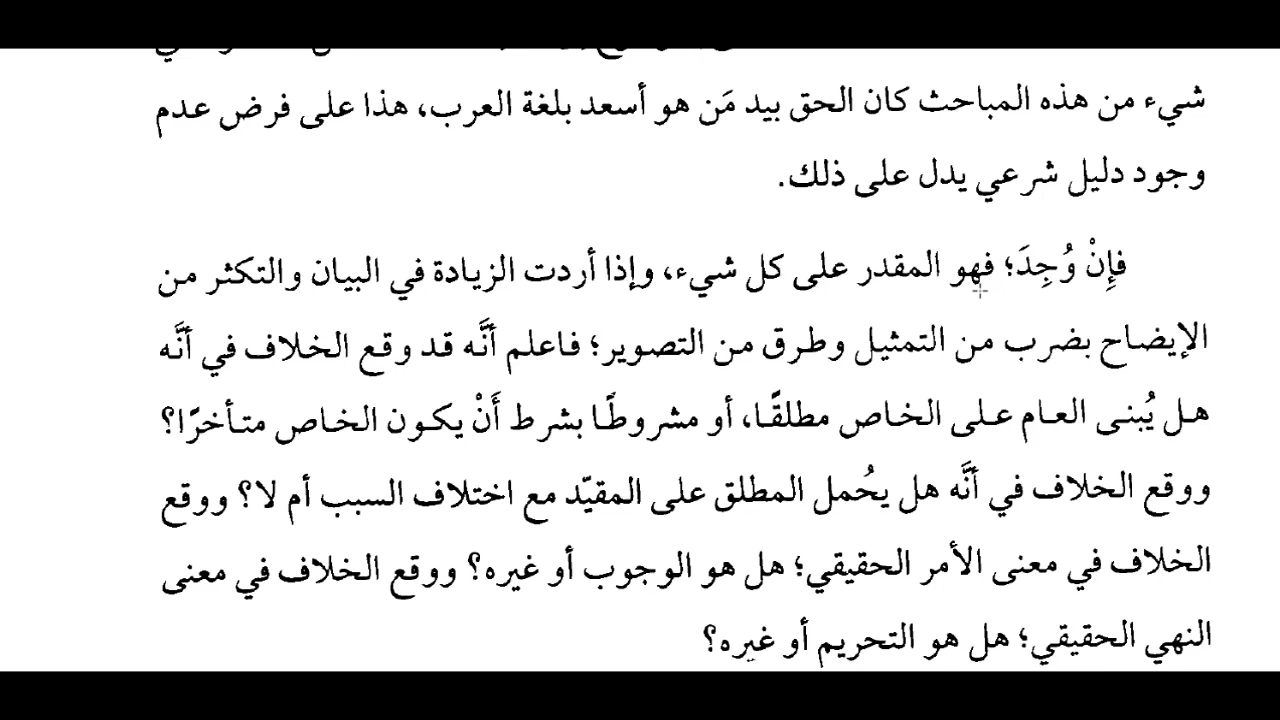 شيء من هذه المباحث كان الحق بيد مَن هو أسعد بلغة العرب، هذا على فرض عدم
وجود دليل شرعي يدل على ذلك.
فإِنْ وُجِدَ؛ فهو المقدر على كل شيء، وإذا أردت الزيادة في البيان والتكثر من
الإيضاح بضرب من التمثيل وطرق من التصوير؛ فاعلم أنَّه قد وقع الخلاف في أنَّه
هل يُبنى العام على الخاص مطلقًا، أو مشروطًا بشرط أَنْ يكون الخاص متأخرًا؟
ووقع الخلاف في أنَّه هل يحُمل المطلق على المقيّد مع اختلاف السبب أم لا؟ ووقع
الخلاف في معنى الأمر الحقيقي؛ هل هو الوجوب أو غيره؟ ووقع الخلاف في معنى
النهي الحقيقي؛ هل هو التحريم أو غيره؟